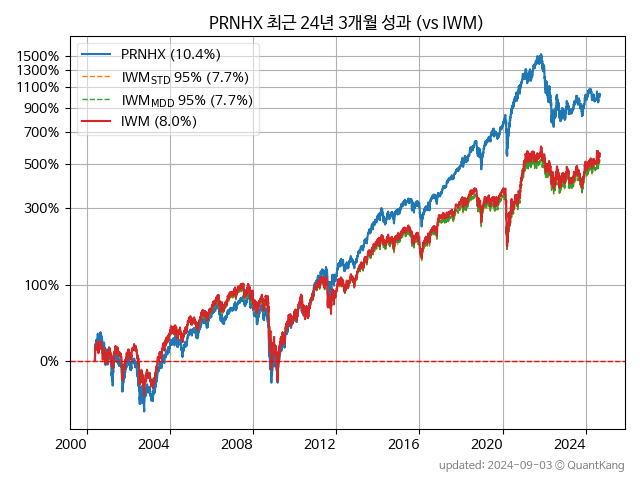 PRNHX 최근 24년 3개월 성과 (vs IWM)
PRNHX (10.4%)
IWM_STD 95% (7.7%)
IWM_MDD 95% (7.7%)
IWM (8.0%)
1500%
1300%
1100%
900%
700%
500%
300%
100%
0%
2000 2004 2008 2012 2016 2020 2024
updated: 2024-09-03 © QuantKang